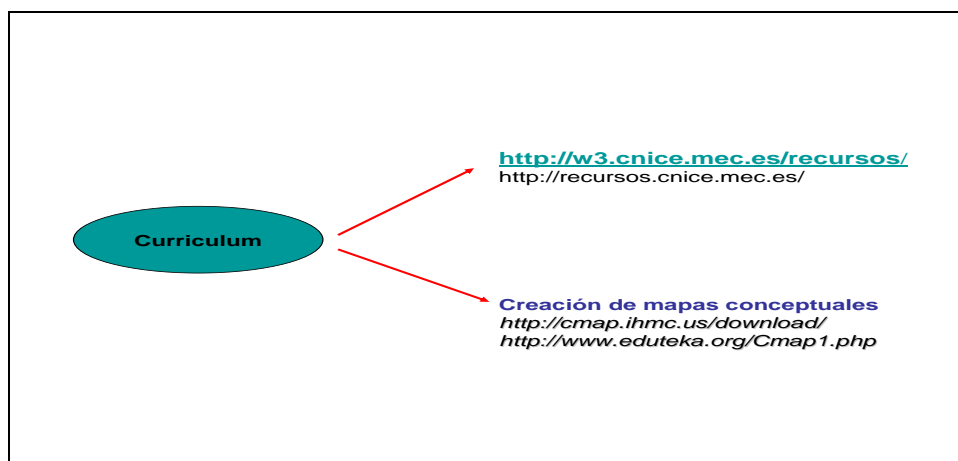 http://w3.cnice.mec.es/recursos/
http://recursos.cnice.mec.es/
Curriculum
Creación de mapas conceptuales
http://cmap.ihmc.us/download/
http://www.eduteka.org/Cmap1.php